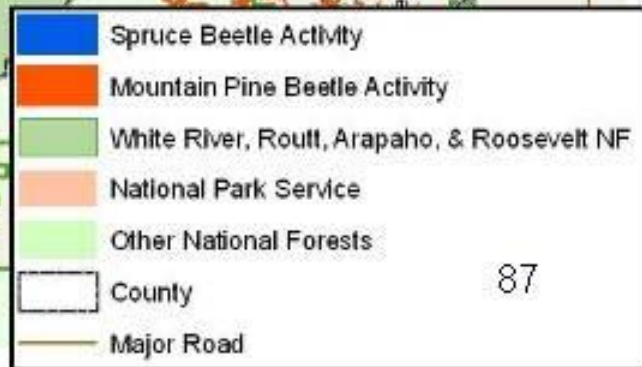 Spruce Beetle Activity
Mountain Pine Beetle Activity
White River, Routt, Arapaho, & Roosevelt NF
National Park Service
Other National Forests
County
87
Major Road